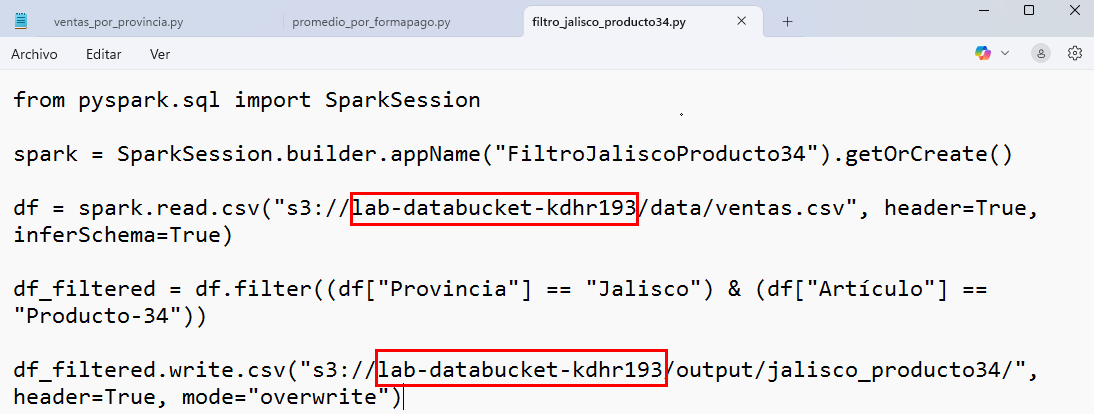 ventas_por_provincia.py
promedio_por_formapago.py
filtro_jalisco_producto34.py
Archivo
Editar
Ver
from pyspark.sql import SparkSession
spark = SparkSession.builder.appName("FiltroJaliscoProducto34").getOrCreate()
df = spark.read.csv("s3://lab-databucket-kdhr193/data/ventas.csv", header=True,
inferSchema=True)
df_filtered = df.filter((df["Provincia"] == "Jalisco") & (df["Artículo"] ==
"Producto-34"))
df_filtered.write.csv("s3://lab-databucket-kdhr193/output/jalisco_producto34/",
header=True, mode="overwrite")